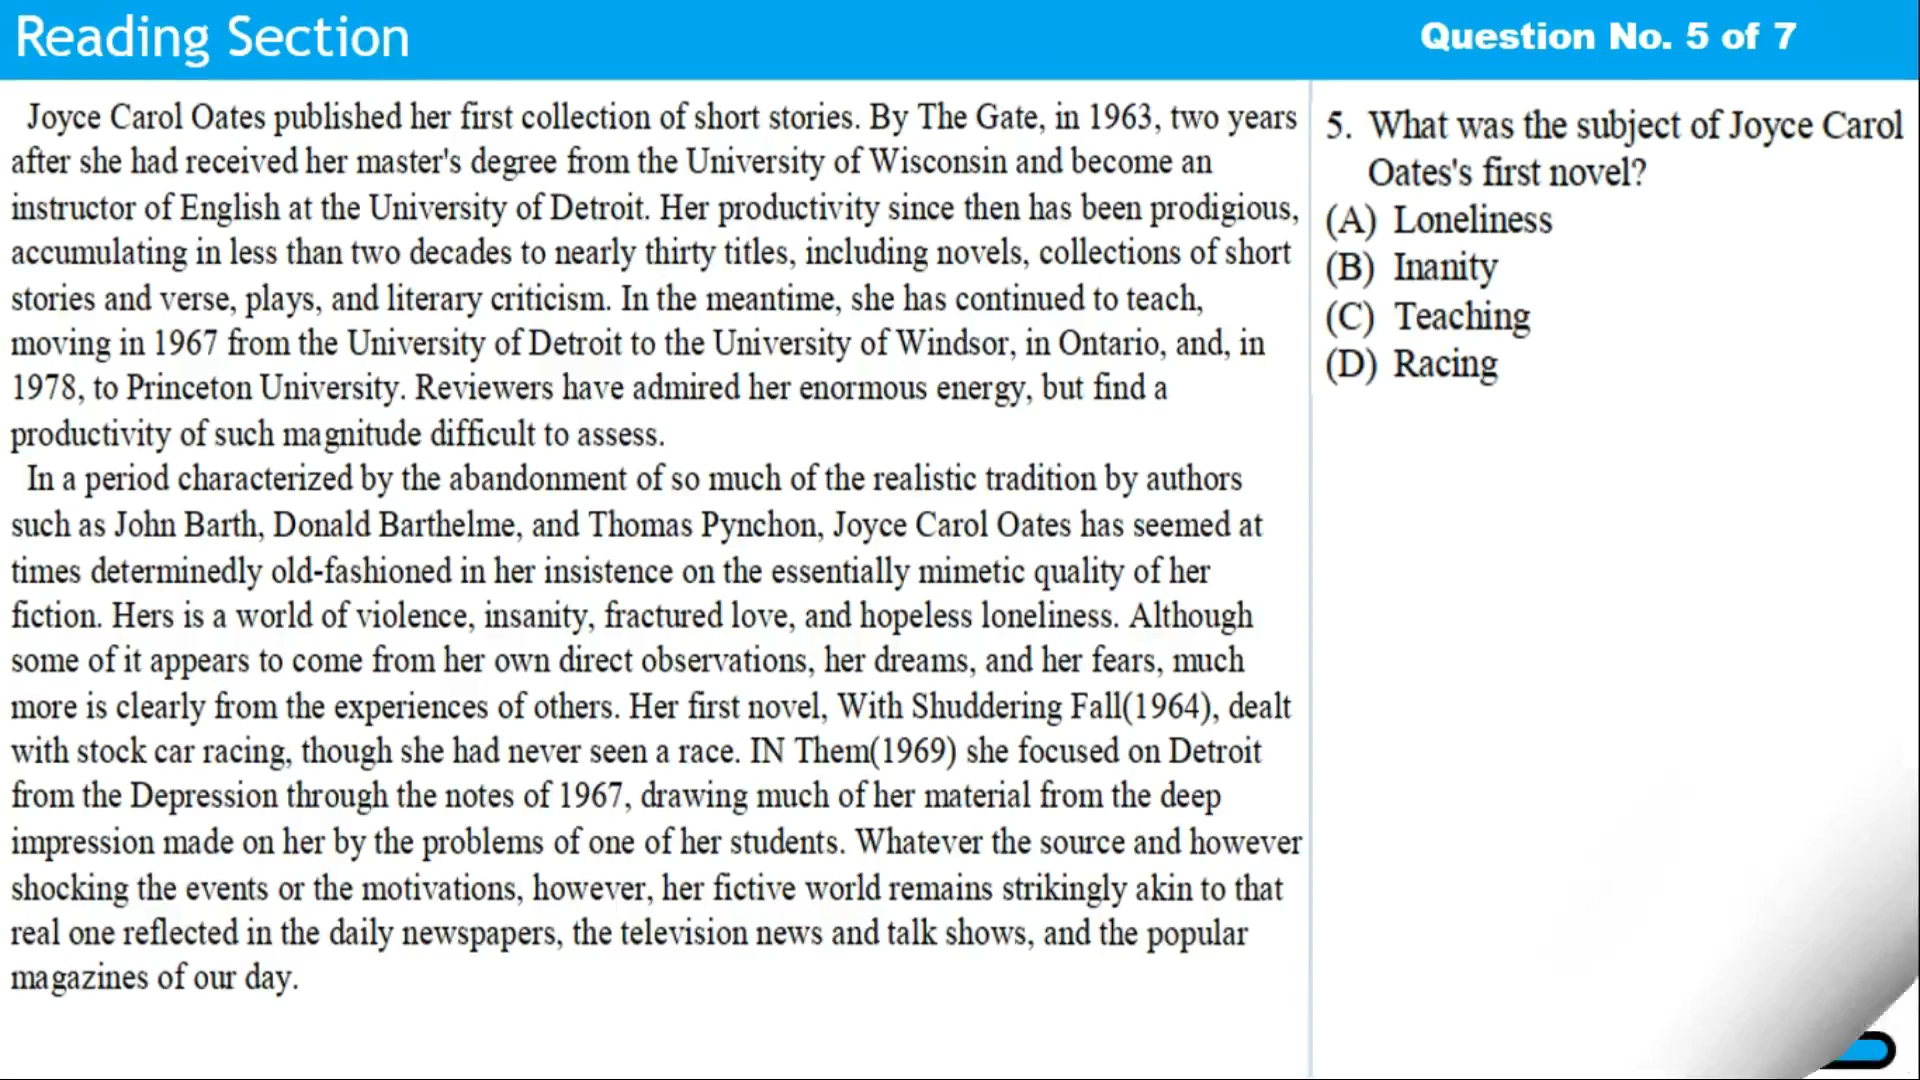 Reading Section
Question No. 5 of 7
Joyce Carol Oates published her first collection of short stories. By The Gate, in 1963, two years
after she had received her master's degree from the University of Wisconsin and become an
instructor of English at the University of Detroit. Her productivity since then has been prodigious,
accumulating in less than two decades to nearly thirty titles, including novels, collections of short
stories and verse, plays, and literary criticism. In the meantime, she has continued to teach,
moving in 1967 from the University of Detroit to the University of Windsor, in Ontario, and, in
1978, to Princeton University. Reviewers have admired her enormous energy, but find a
productivity of such magnitude difficult to assess.
In a period characterized by the abandonment of so much of the realistic tradition by authors
such as John Barth, Donald Barthelme, and Thomas Pynchon, Joyce Carol Oates has seemed at
times determinedly old-fashioned in her insistence on the essentially mimetic quality of her
fiction. Hers is a world of violence, insanity, fractured love, and hopeless loneliness. Although
some of it appears to come from her own direct observations, her dreams, and her fears, much
more is clearly from the experiences of others. Her first novel, With Shuddering Fall(1964), dealt
with stock car racing, though she had never seen a race. IN Them(1969) she focused on Detroit
from the Depression through the notes of 1967, drawing much of her material from the deep
impression made on her by the problems of one of her students. Whatever the source and however
shocking the events or the motivations, however, her fictive world remains strikingly akin to that
real one reflected in the daily newspapers, the television news and talk shows, and the popular
magazines of our day.
5. What was the subject of Joyce Carol
Oates's first novel?
(A) Loneliness
(B) Inanity
(C) Teaching
(D) Racing